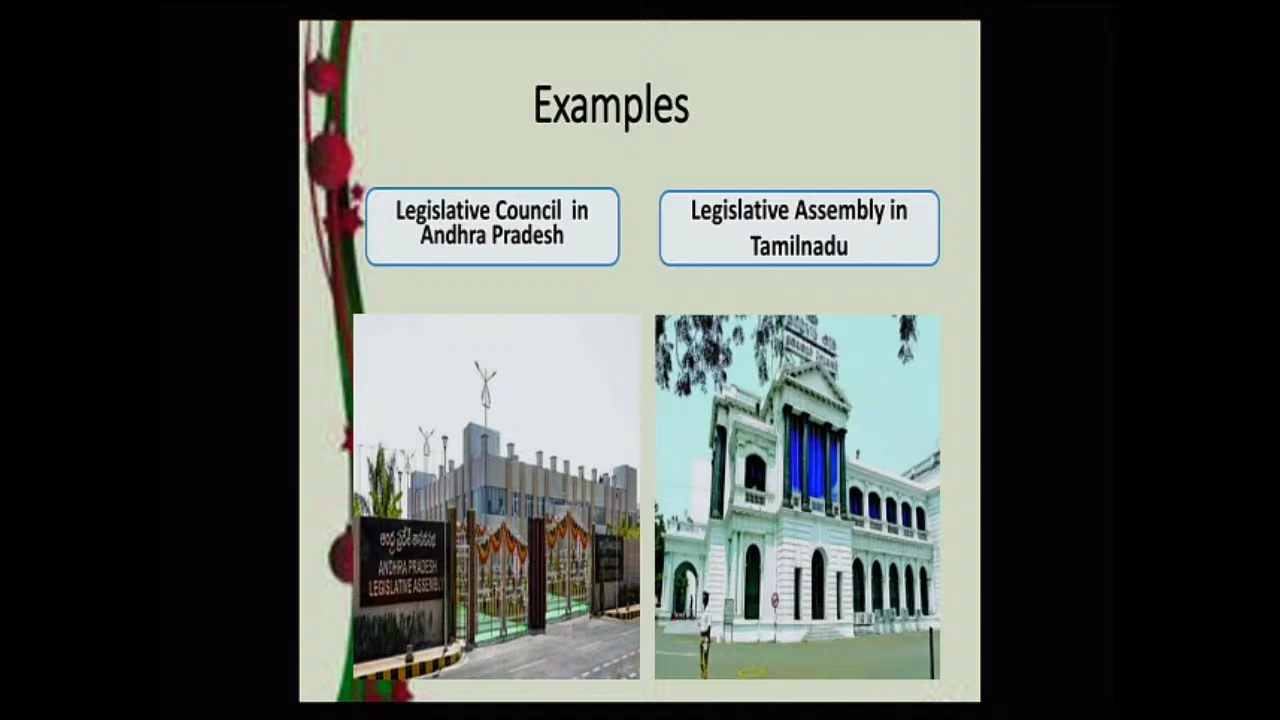 Examples
Legislative Council in
Andhra Pradesh
Legislative Assembly in
Tamilnadu
ANDHRA PRADESH
LEGISLATIVE ASSEMBLY